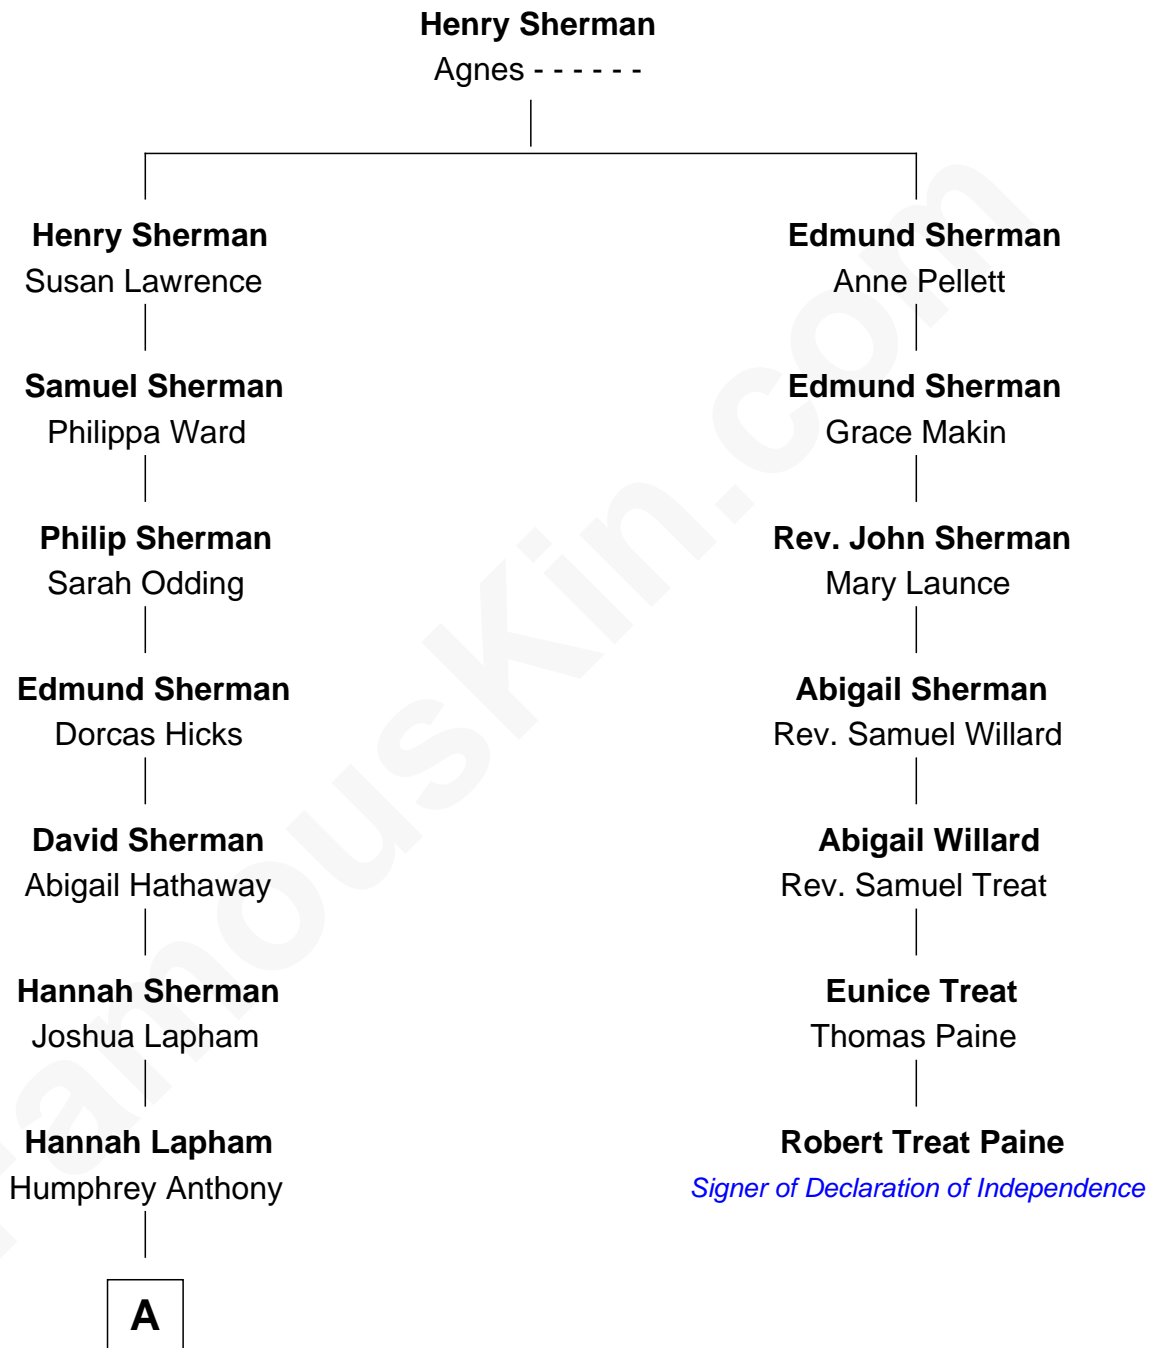 Henry Sherman
Agnes - - - - - -
Henry Sherman
Susan Lawrence
Samuel Sherman
Philippa Ward
Philip Sherman
Sarah Odding
Edmund Sherman
Dorcas Hicks
David Sherman
Abigail Hathaway
Hannah Sherman
Joshua Lapham
Hannah Lapham
Humphrey Anthony
A
Edmund Sherman
Anne Pellett
Edmund Sherman
Grace Makin
Rev. John Sherman
Mary Launce
Abigail Sherman
Rev. Samuel Willard
Abigail Willard
Rev. Samuel Treat
Eunice Treat
Thomas Paine
Robert Treat Paine
Signer of Declaration of Independence
FamousKin.com